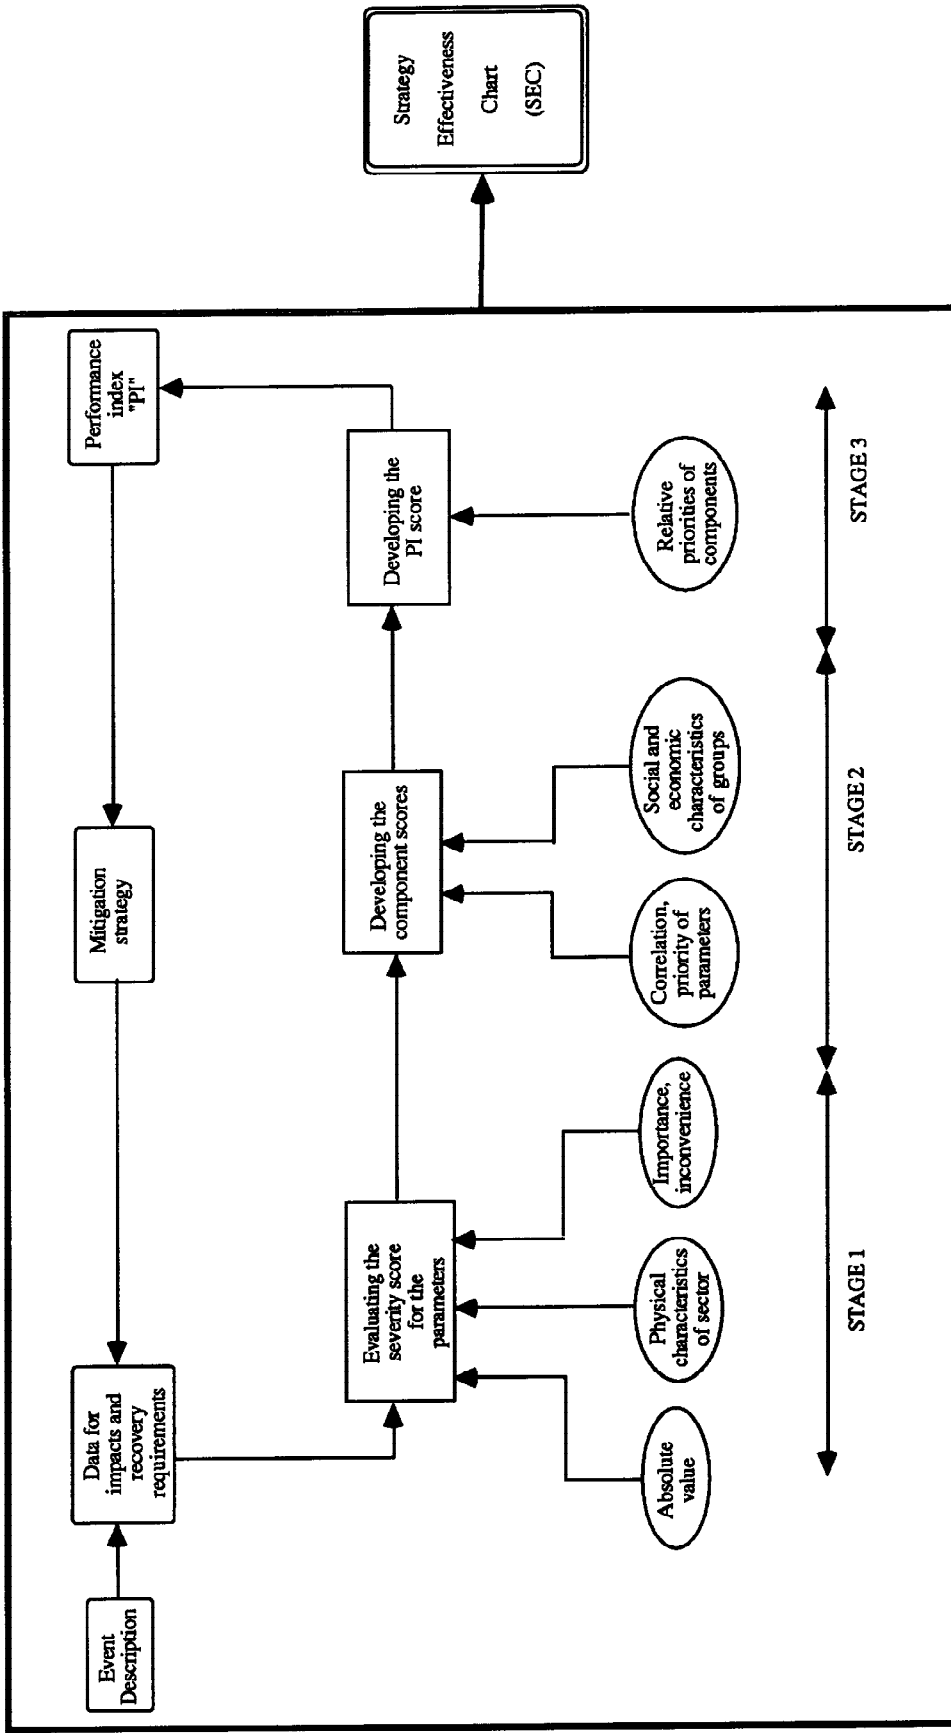 Event
Description
Data for
impacts and
recovery
requirements
Mitigation
strategy
Performance
index
"PI"
Evaluating the
severity score
for the
parameters
Developing the
component scores
Developing the
PI score
Absolute
value
Physical
characteristics
of sector
Importance,
inconvenience
Correlation,
priority of
parameters
Social and
economic
characteristics
of groups
Relative
priorities of
components
STAGE 1
STAGE 2
STAGE 3
Strategy
Effectiveness
Chart
(SEC)